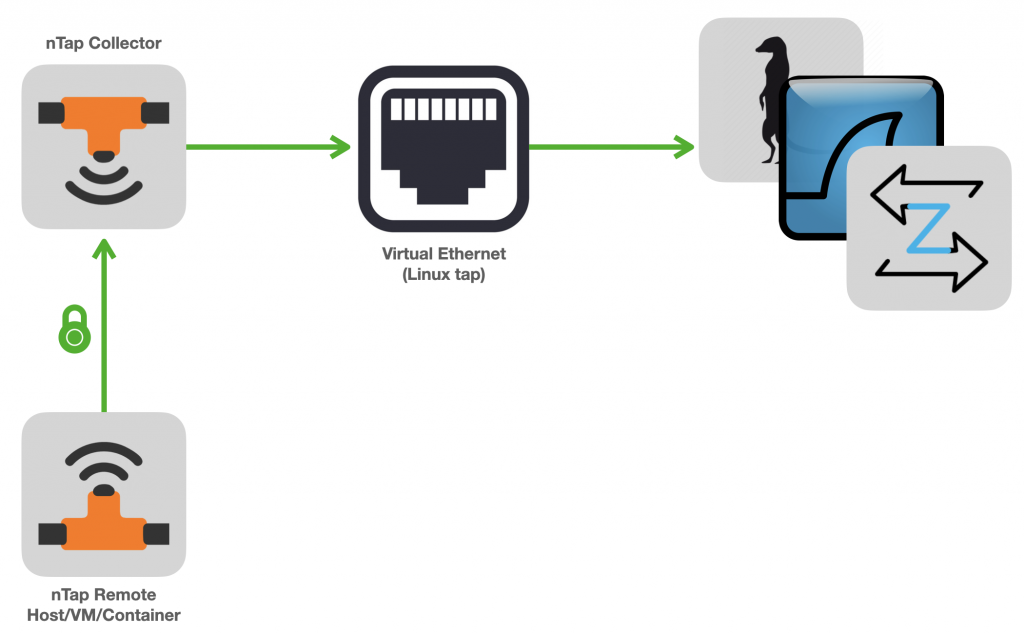 nTap Collector
Virtual Ethernet
(Linux tap)
Z
nTap Remote
Host/VM/Container